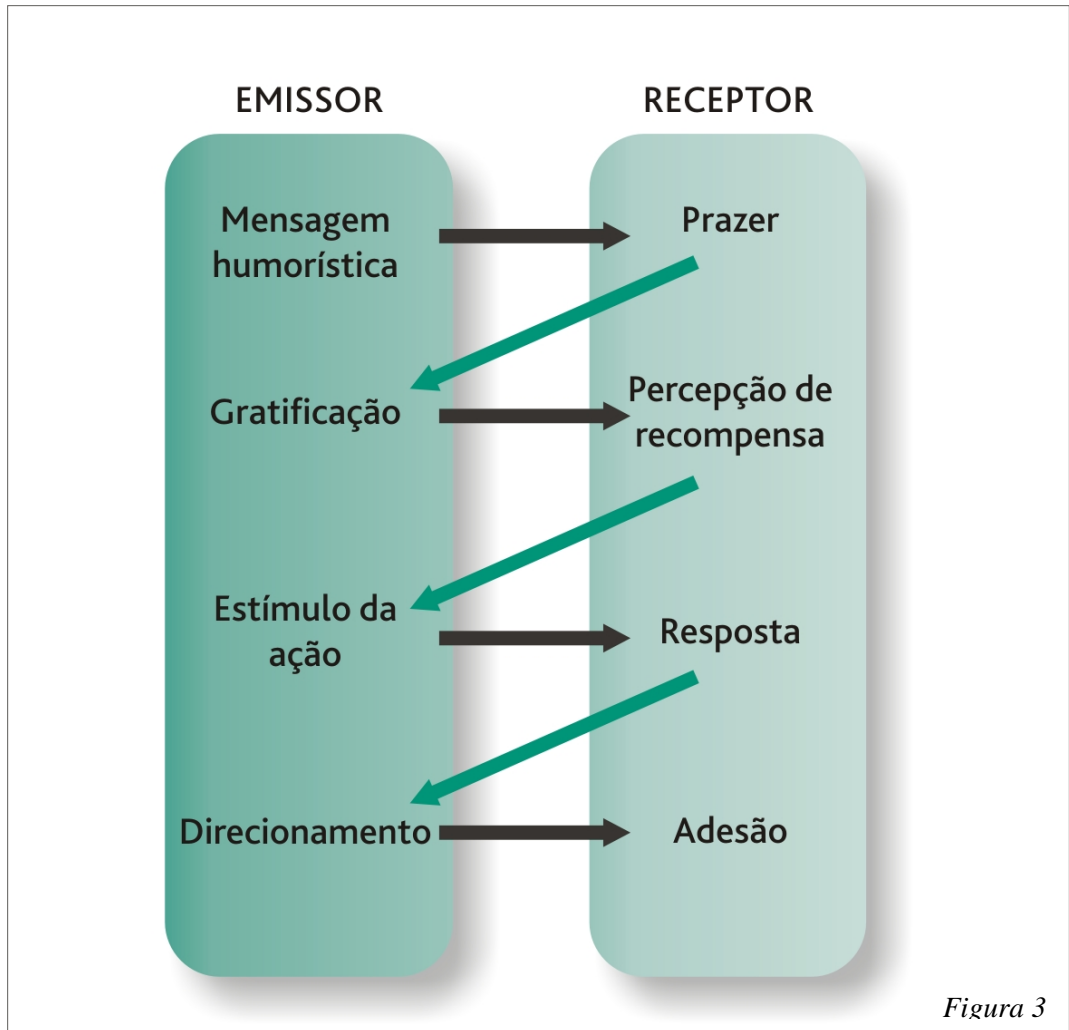 EMISSOR
RECEPTOR
Mensagem
humorística
Prazer
Gratificação
Percepção de
recompensa
Estímulo da
ação
Resposta
Direcionamento
Adesão
Figura 3